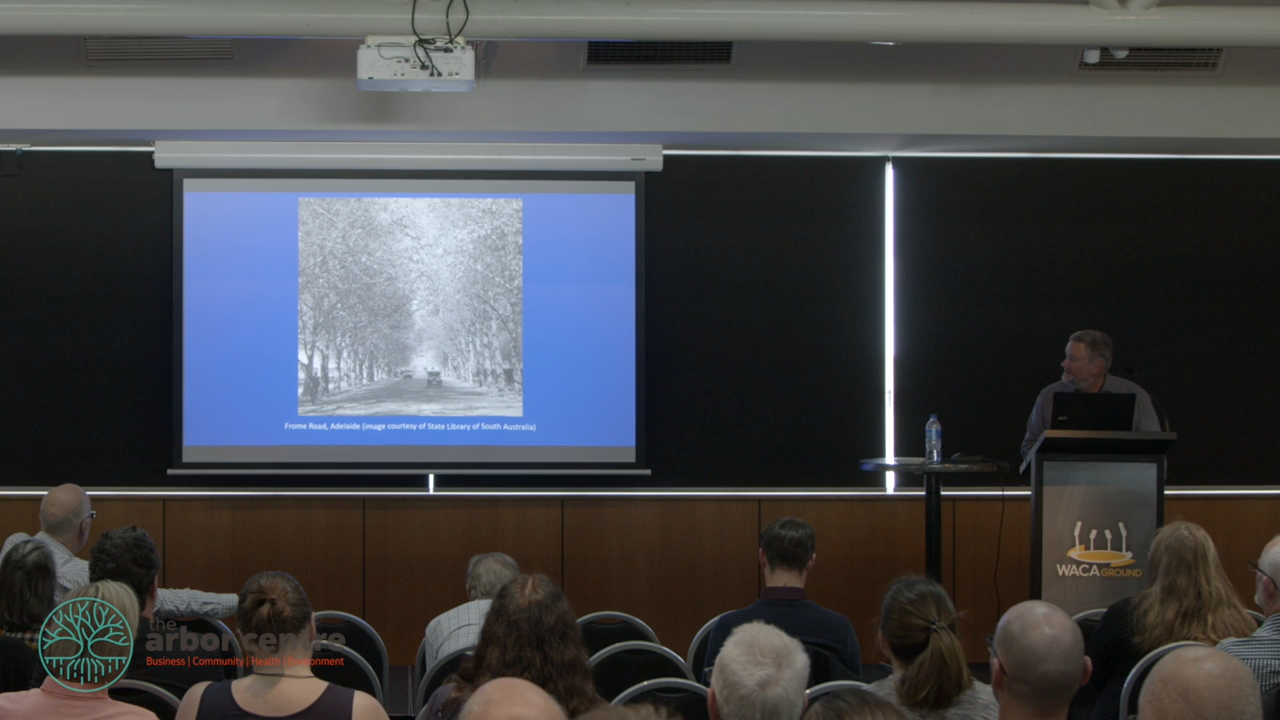 Frome Road, Adelaide (image courtesy of State Library of South Australia)
WACA GROUND
the
arbor centre
Business | Community | Health | Environment